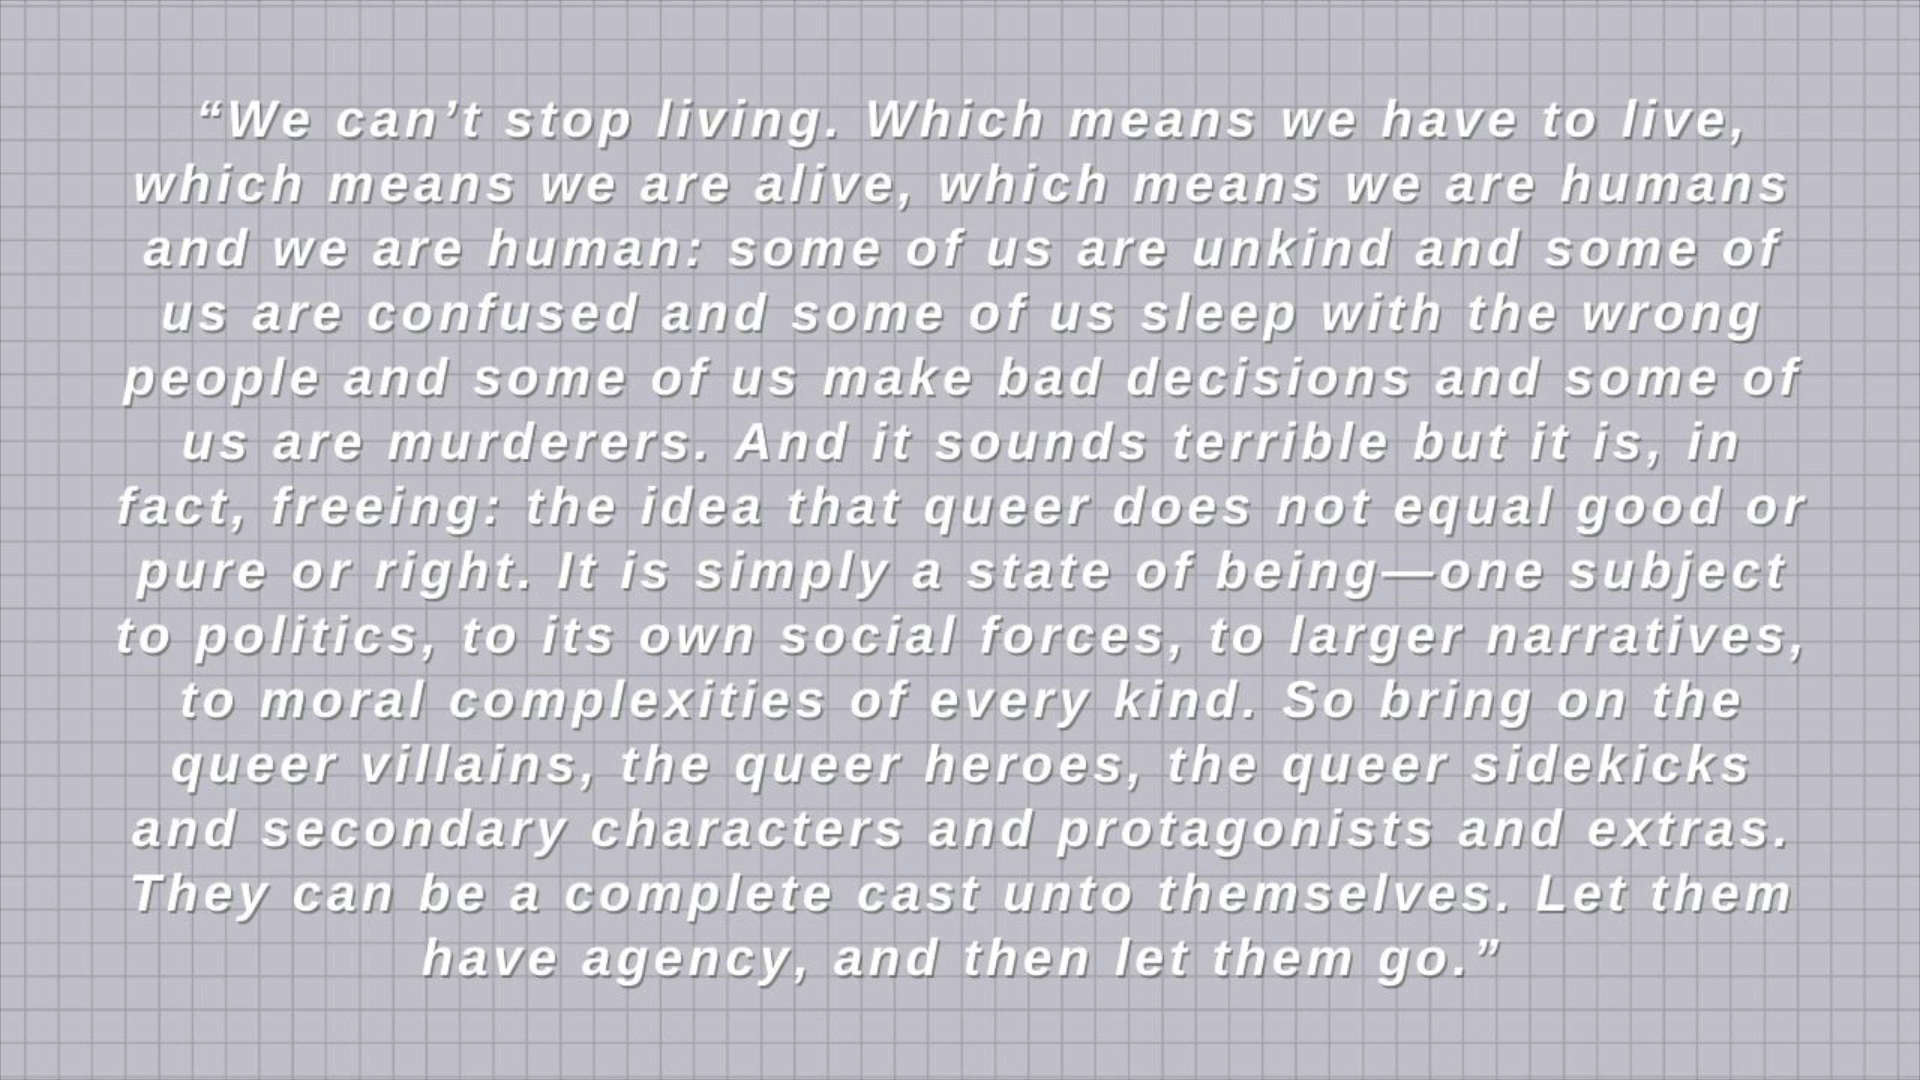 “We can’t stop living. Which means we have to live,
which means we are alive, which means we are humans
and we are human: some of us are unkind and some of
us are confused and some of us sleep with the wrong
people and some of us make bad decisions and some of
us are murderers. And it sounds terrible but it is, in
fact, freeing: the idea that queer does not equal good or
pure or right. It is simply a state of being—one subject
to politics, to its own social forces, to larger narratives,
to moral complexities of every kind. So bring on the
queer villains, the queer heroes, the queer sidekicks
and secondary characters and protagonists and extras.
They can be a complete cast unto themselves. Let them
have agency, and then let them go.”